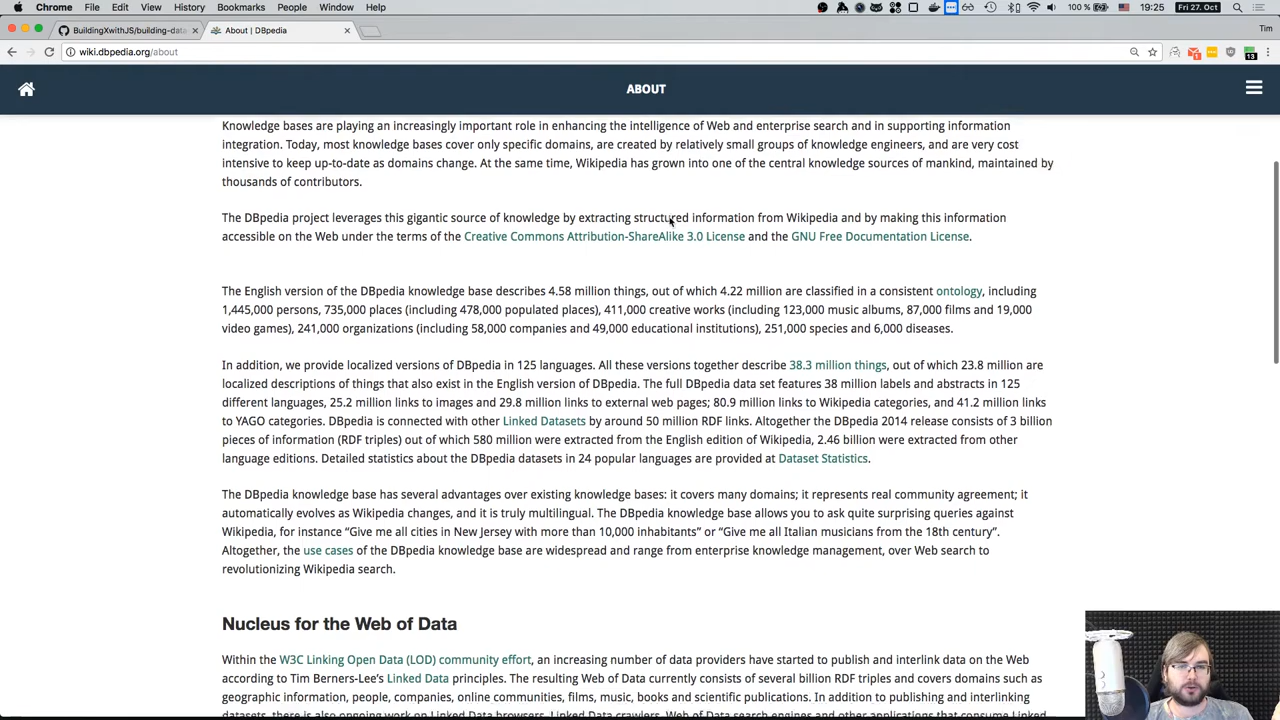 Chrome File Edit View History Bookmarks People Window Help 100 % 19:25 Fri 27. Oct
BuildingXwithJS/building-data About | DBpedia Tim
wiki.dbpedia.org/about 1 13
ABOUT
Knowledge bases are playing an increasingly important role in enhancing the intelligence of Web and enterprise search and in supporting information
integration. Today, most knowledge bases cover only specific domains, are created by relatively small groups of knowledge engineers, and are very cost
intensive to keep up-to-date as domains change. At the same time, Wikipedia has grown into one of the central knowledge sources of mankind, maintained by
thousands of contributors.
The DBpedia project leverages this gigantic source of knowledge by extracting structured information from Wikipedia and by making this information
accessible on the Web under the terms of the Creative Commons Attribution-ShareAlike 3.0 License and the GNU Free Documentation License.
The English version of the DBpedia knowledge base describes 4.58 million things, out of which 4.22 million are classified in a consistent ontology, including
1,445,000 persons, 735,000 places (including 478,000 populated places), 411,000 creative works (including 123,000 music albums, 87,000 films and 19,000
video games), 241,000 organizations (including 58,000 companies and 49,000 educational institutions), 251,000 species and 6,000 diseases.
In addition, we provide localized versions of DBpedia in 125 languages. All these versions together describe 38.3 million things, out of which 23.8 million are
localized descriptions of things that also exist in the English version of DBpedia. The full DBpedia data set features 38 million labels and abstracts in 125
different languages, 25.2 million links to images and 29.8 million links to external web pages; 80.9 million links to Wikipedia categories, and 41.2 million links
to YAGO categories. DBpedia is connected with other Linked Datasets by around 50 million RDF links. Altogether the DBpedia 2014 release consists of 3 billion
pieces of information (RDF triples) out of which 580 million were extracted from the English edition of Wikipedia, 2.46 billion were extracted from other
language editions. Detailed statistics about the DBpedia datasets in 24 popular languages are provided at Dataset Statistics.
The DBpedia knowledge base has several advantages over existing knowledge bases: it covers many domains; it represents real community agreement; it
automatically evolves as Wikipedia changes, and it is truly multilingual. The DBpedia knowledge base allows you to ask quite surprising queries against
Wikipedia, for instance “Give me all cities in New Jersey with more than 10,000 inhabitants” or “Give me all Italian musicians from the 18th century”.
Altogether, the use cases of the DBpedia knowledge base are widespread and range from enterprise knowledge management, over Web search to
revolutionizing Wikipedia search.
Nucleus for the Web of Data
Within the W3C Linking Open Data (LOD) community effort, an increasing number of data providers have started to publish and interlink data on the Web
according to Tim Berners-Lee’s Linked Data principles. The resulting Web of Data currently consists of several billion RDF triples and covers domains such as
geographic information, people, companies, online communities, films, music, books and scientific publications. In addition to publishing and interlinking
datasets, there is also ongoing work on Linked Data browsers, Linked Data crawlers, Web of Data search engines and other applications that consume Linked